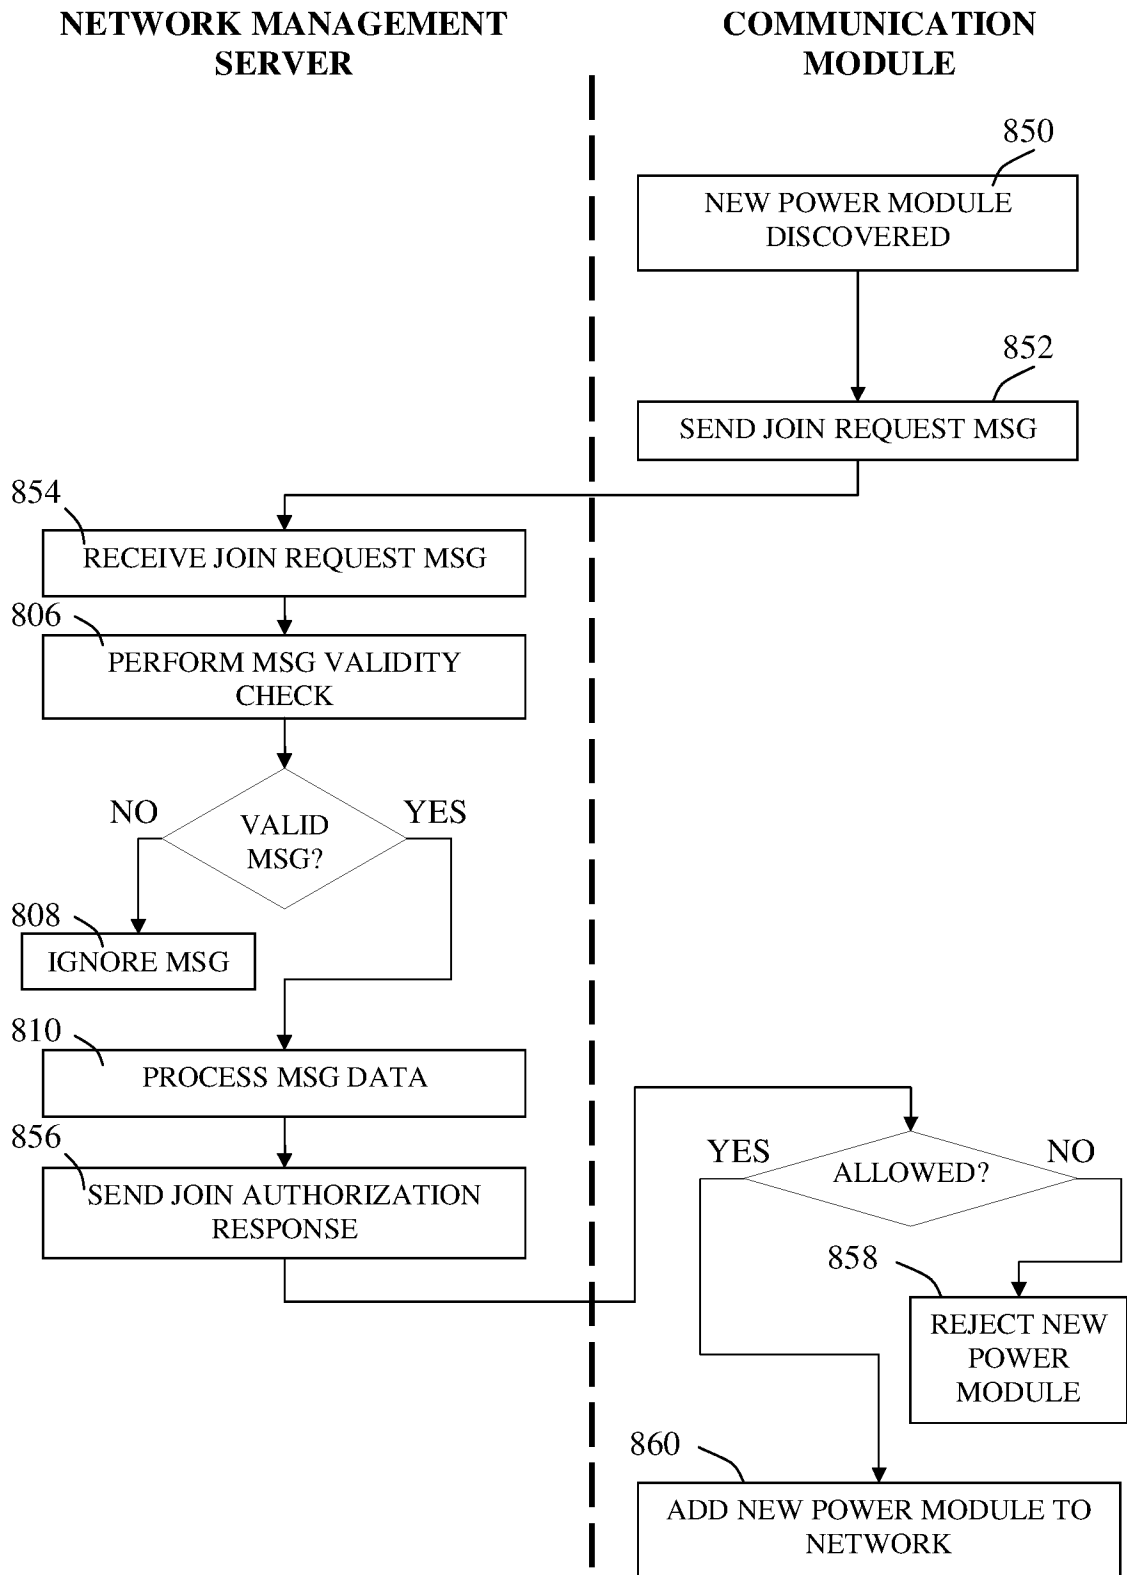 NETWORK MANAGEMENT
SERVER
COMMUNICATION
MODULE
850
NEW POWER MODULE
DISCOVERED
852
SEND JOIN REQUEST MSG
854
RECEIVE JOIN REQUEST MSG
806
PERFORM MSG VALIDITY
CHECK
NO
YES
VALID
MSG?
808
IGNORE MSG
810
PROCESS MSG DATA
856
SEND JOIN AUTHORIZATION
RESPONSE
YES
NO
ALLOWED?
858
REJECT NEW
POWER
MODULE
860
ADD NEW POWER MODULE TO
NETWORK